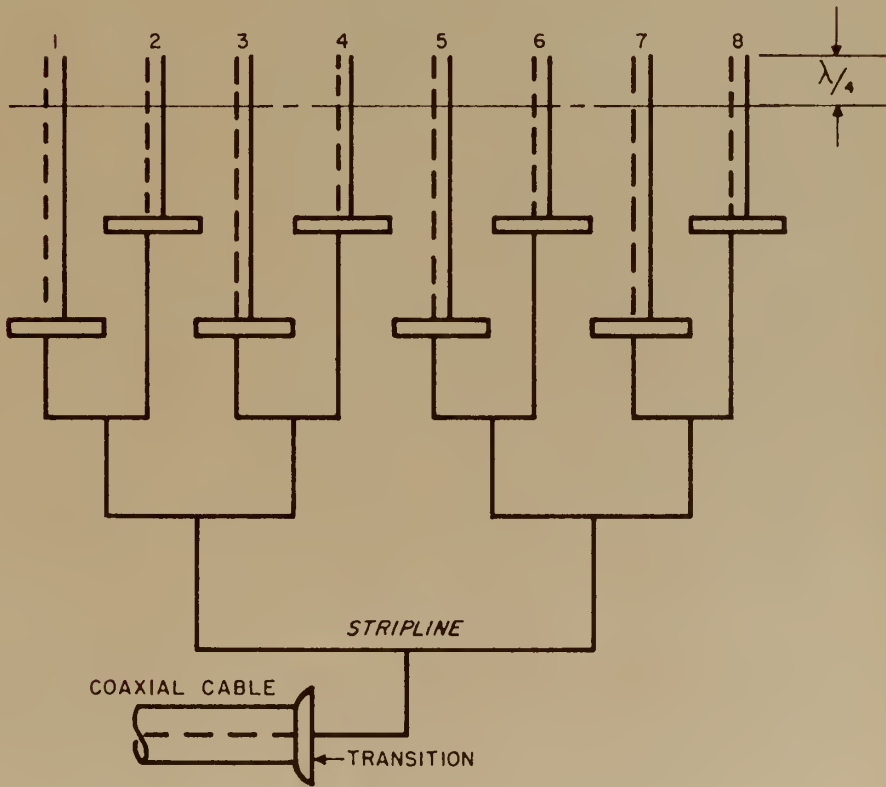 1 2 3 4 5 6 7 8
λ/4
STRIPLINE
COAXIAL CABLE
TRANSITION